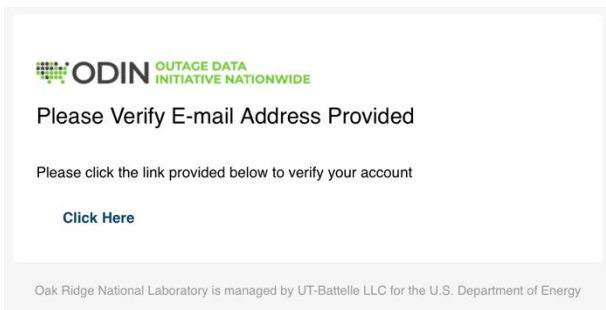 ODIN OUTAGE DATA INITIATIVE NATIONWIDE
Please Verify E-mail Address Provided
Please click the link provided below to verify your account
Click Here
Oak Ridge National Laboratory is managed by UT-Battelle LLC for the U.S. Department of Energy